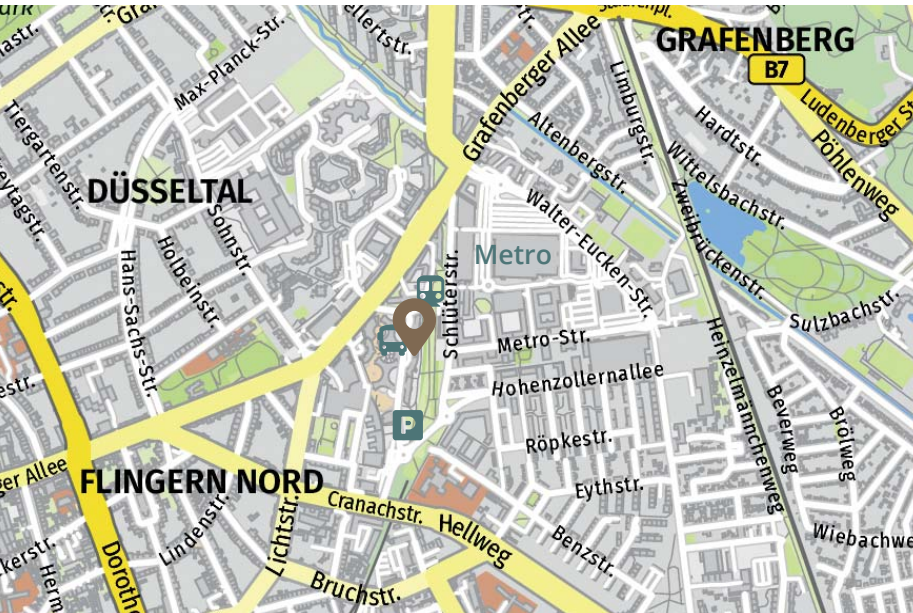 GRAFENBERG
B7
Max-Planck-Str.
Grafenberger Allee
Limburgstr.
Hardtstr.
Pöhlenweg
Tiergartenstr.
Altenbergstr.
Wittelsbachstr.
DÜSSELTAL
Sohnstr.
Holbeinstr.
Hans-Sachs-Str.
Walter-Eucken-Str.
Zweibrückenstr.
Metro
Schlüterstr.
Sulzbachstr.
Metro-Str.
Hohenzollernallee
Heinzelmännchenweg
Beverweg
Brölweg
P
Röpkestr.
FLINGERN NORD
Eythstr.
Cranachstr.
Hellweg
Lindenstr.
Lichtstr.
Benzstr.
Bruchstr.